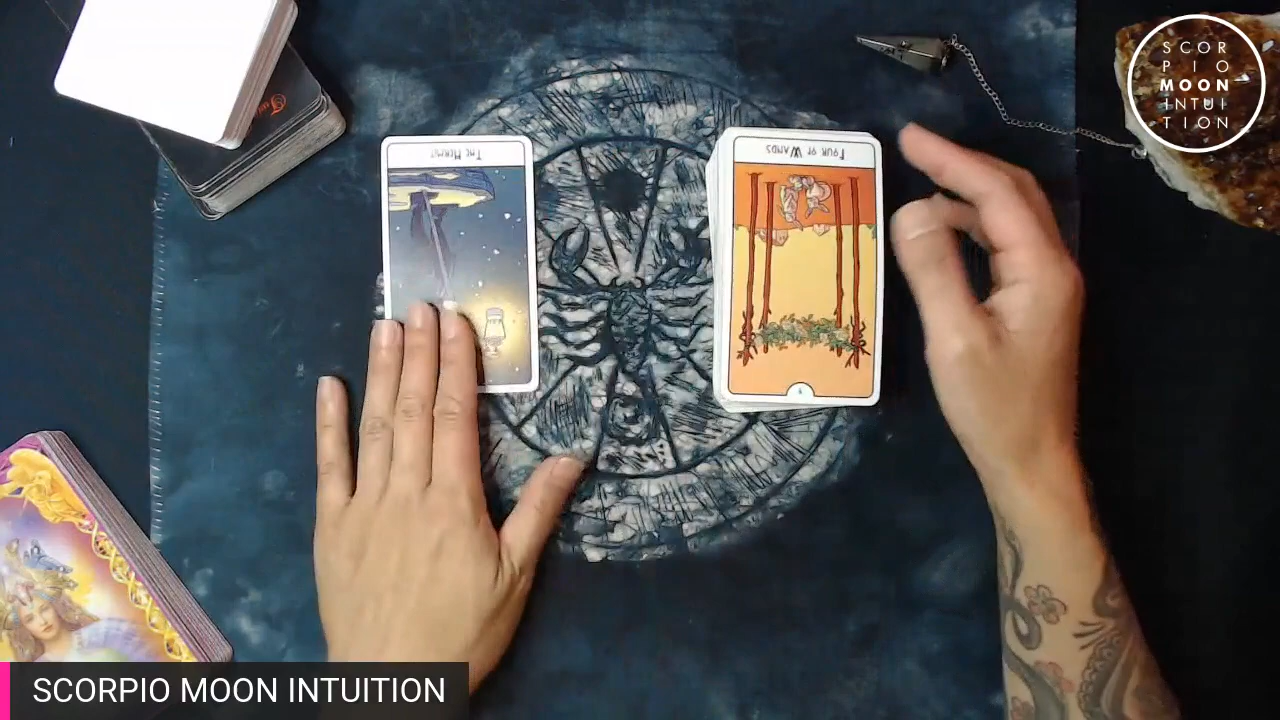 SCOR
PIO
MOON
INTUI
TION
The Hermit
Four of Wands
SCORPIO MOON INTUITION